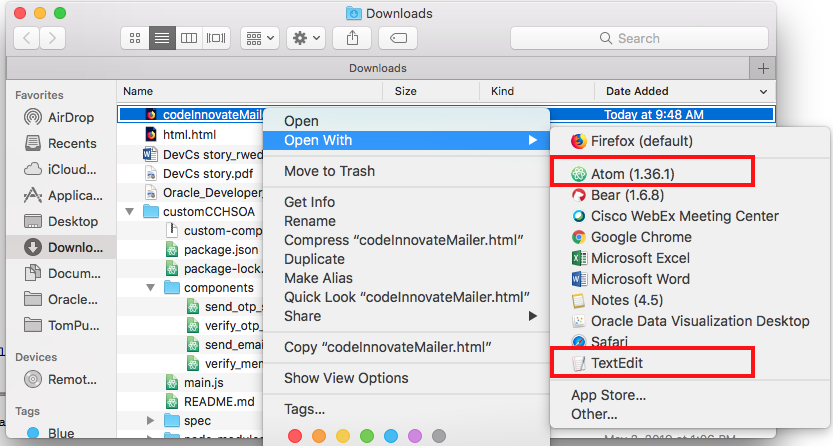 Downloads
Search
Downloads
Name Size Kind Date Added
Favorites
AirDrop
Recents
iCloud...
Applica...
Desktop
Downlo...
Docum...
Oracle...
TomPu...
Devices
Remot...
Tags
Blue
codeInnovateMail Today at 9:48 AM
html.html
DevCs story_rwed
DevCs story.pdf
Oracle_Developer_
customCCHSOA
custom-comp
package.json
package-lock.
components
send_otp_s
verify_otp_
send_email
verify_mem
main.js
README.md
spec
Open
Open With
Move to Trash
Get Info
Rename
Compress “codeInnovateMailer.html”
Duplicate
Make Alias
Quick Look “codeInnovateMailer.html”
Share
Copy “codeInnovateMailer.html”
Show View Options
Tags...
Firefox (default)
Atom (1.36.1)
Bear (1.6.8)
Cisco WebEx Meeting Center
Google Chrome
Microsoft Excel
Microsoft Word
Notes (4.5)
Oracle Data Visualization Desktop
Safari
TextEdit
App Store...
Other...